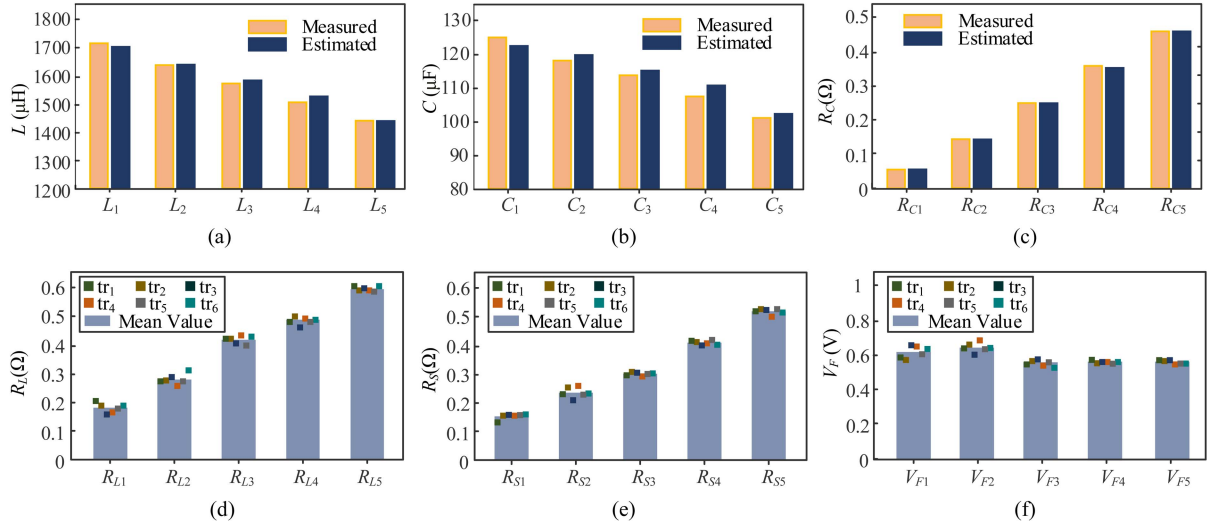 1800
1700
1600
1500
1400
1300
1200
L (μH)
Measured
Estimated
L1 L2 L3 L4 L5
(a)
140
130
120
110
100
90
80
C (μF)
Measured
Estimated
C1 C2 C3 C4 C5
(b)
0.5
0.4
0.3
0.2
0.1
0
RC(Ω)
Measured
Estimated
RC1 RC2 RC3 RC4 RC5
(c)
0.6
0.5
0.4
0.3
0.2
0.1
0
RL(Ω)
tr1 tr2 tr3
tr4 tr5 tr6
Mean Value
RL1 RL2 RL3 RL4 RL5
(d)
0.6
0.5
0.4
0.3
0.2
0.1
0
RS(Ω)
tr1 tr2 tr3
tr4 tr5 tr6
Mean Value
RS1 RS2 RS3 RS4 RS5
(e)
1
0.8
0.6
0.4
0.2
0
VF (V)
tr1 tr2 tr3
tr4 tr5 tr6
Mean Value
VF1 VF2 VF3 VF4 VF5
(f)